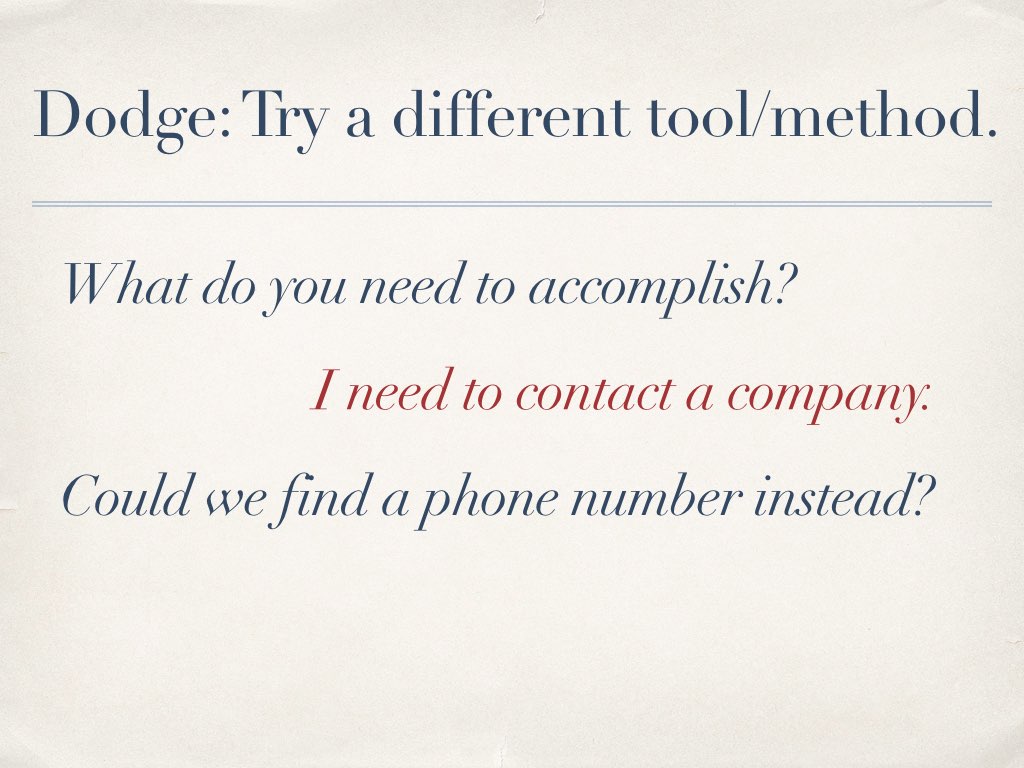 Dodge: Try a different tool/method.
What do you need to accomplish?
I need to contact a company.
Could we find a phone number instead?